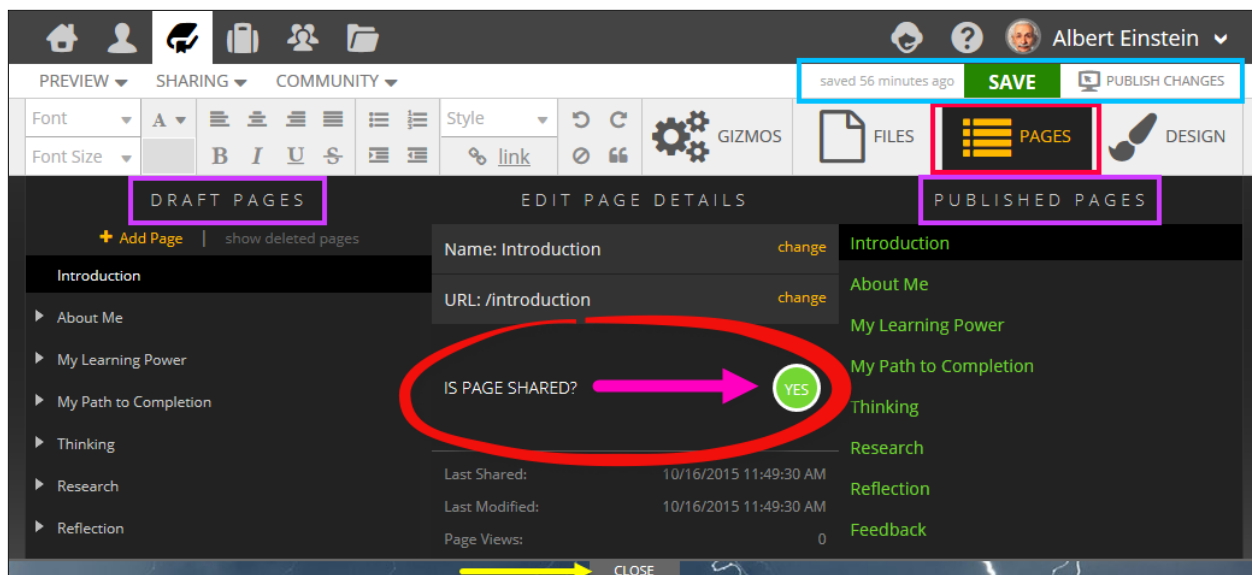 Albert Einstein
PREVIEW SHARING COMMUNITY
saved 56 minutes ago SAVE PUBLISH CHANGES
Font A Style
Font Size B I U S link
GIZMOS FILES PAGES DESIGN
DRAFT PAGES
+ Add Page | show deleted pages
Introduction
About Me
My Learning Power
My Path to Completion
Thinking
Research
Reflection
EDIT PAGE DETAILS
Name: Introduction change
URL: /introduction change
IS PAGE SHARED? YES
Last Shared: 10/16/2015 11:49:30 AM
Last Modified: 10/16/2015 11:49:30 AM
Page Views: 0
PUBLISHED PAGES
Introduction
About Me
My Learning Power
My Path to Completion
Thinking
Research
Reflection
Feedback
CLOSE